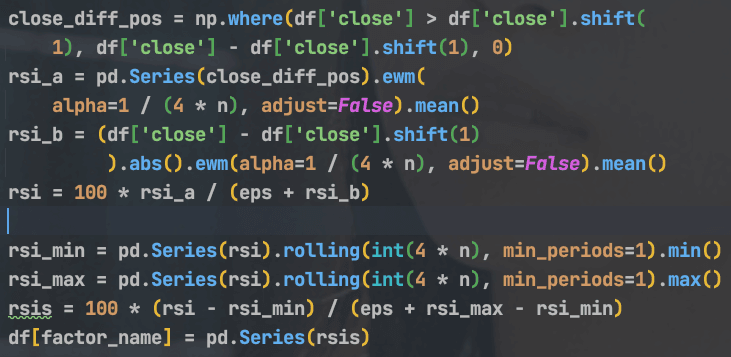 close_diff_pos = np.where(df['close'] > df['close'].shift(
    1), df['close'] - df['close'].shift(1), 0)
rsi_a = pd.Series(close_diff_pos).ewm(
    alpha=1 / (4 * n), adjust=False).mean()
rsi_b = (df['close'] - df['close'].shift(1)
         ).abs().ewm(alpha=1 / (4 * n), adjust=False).mean()
rsi = 100 * rsi_a / (eps + rsi_b)

rsi_min = pd.Series(rsi).rolling(int(4 * n), min_periods=1).min()
rsi_max = pd.Series(rsi).rolling(int(4 * n), min_periods=1).max()
rsis = 100 * (rsi - rsi_min) / (eps + rsi_max - rsi_min)
df[factor_name] = pd.Series(rsis)